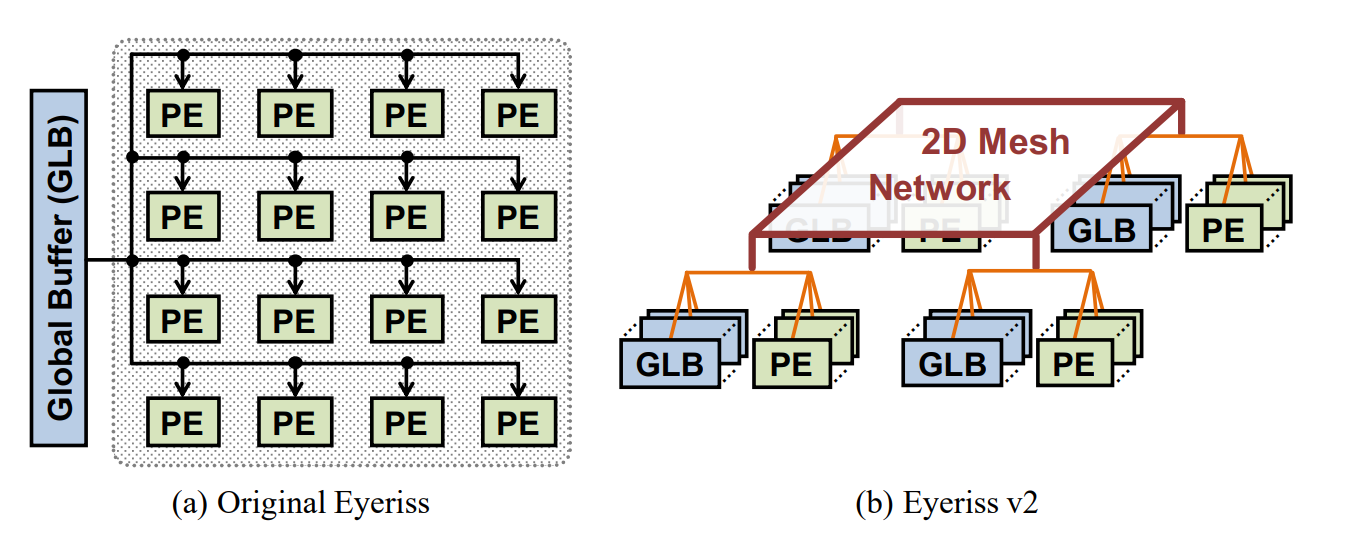 Global Buffer (GLB)
PE PE PE PE
PE PE PE PE
PE PE PE PE
PE PE PE PE
(a) Original Eyeriss
2D Mesh
Network
GLB PE GLB PE
GLB PE GLB PE
(b) Eyeriss v2